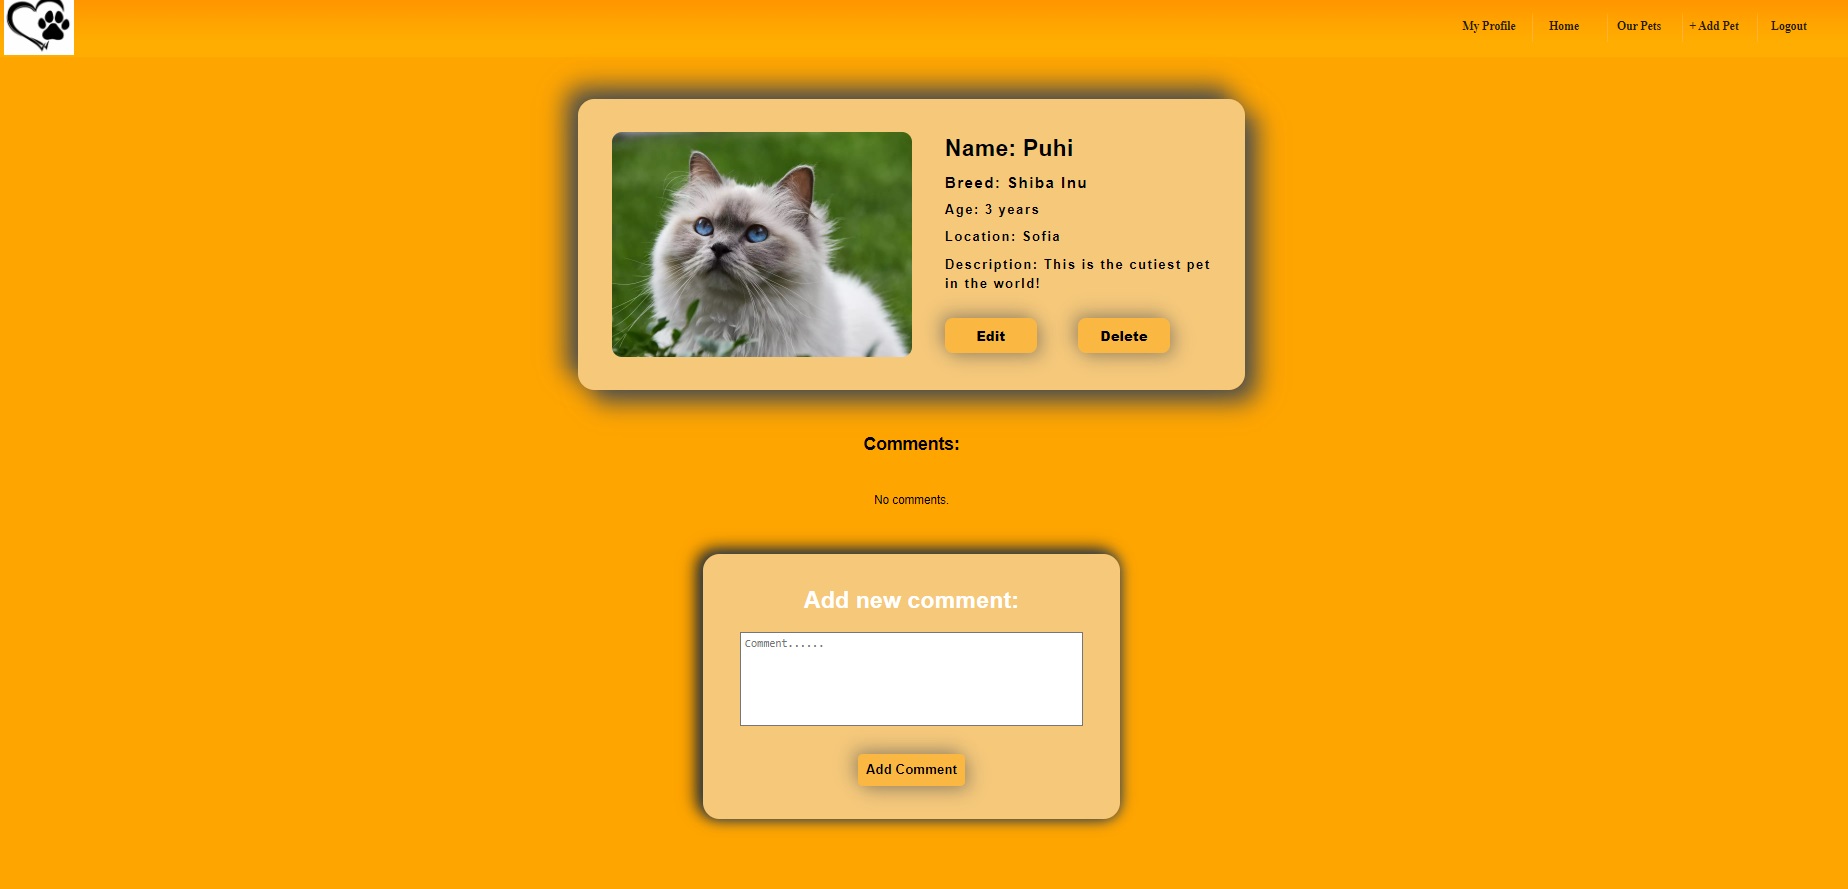 My Profile
Home
Our Pets
+ Add Pet
Logout
Name: Puhi
Breed: Shiba Inu
Age: 3 years
Location: Sofia
Description: This is the cutiest pet
in the world!
Edit
Delete
Comments:
No comments.
Add new comment:
Comment......
Add Comment